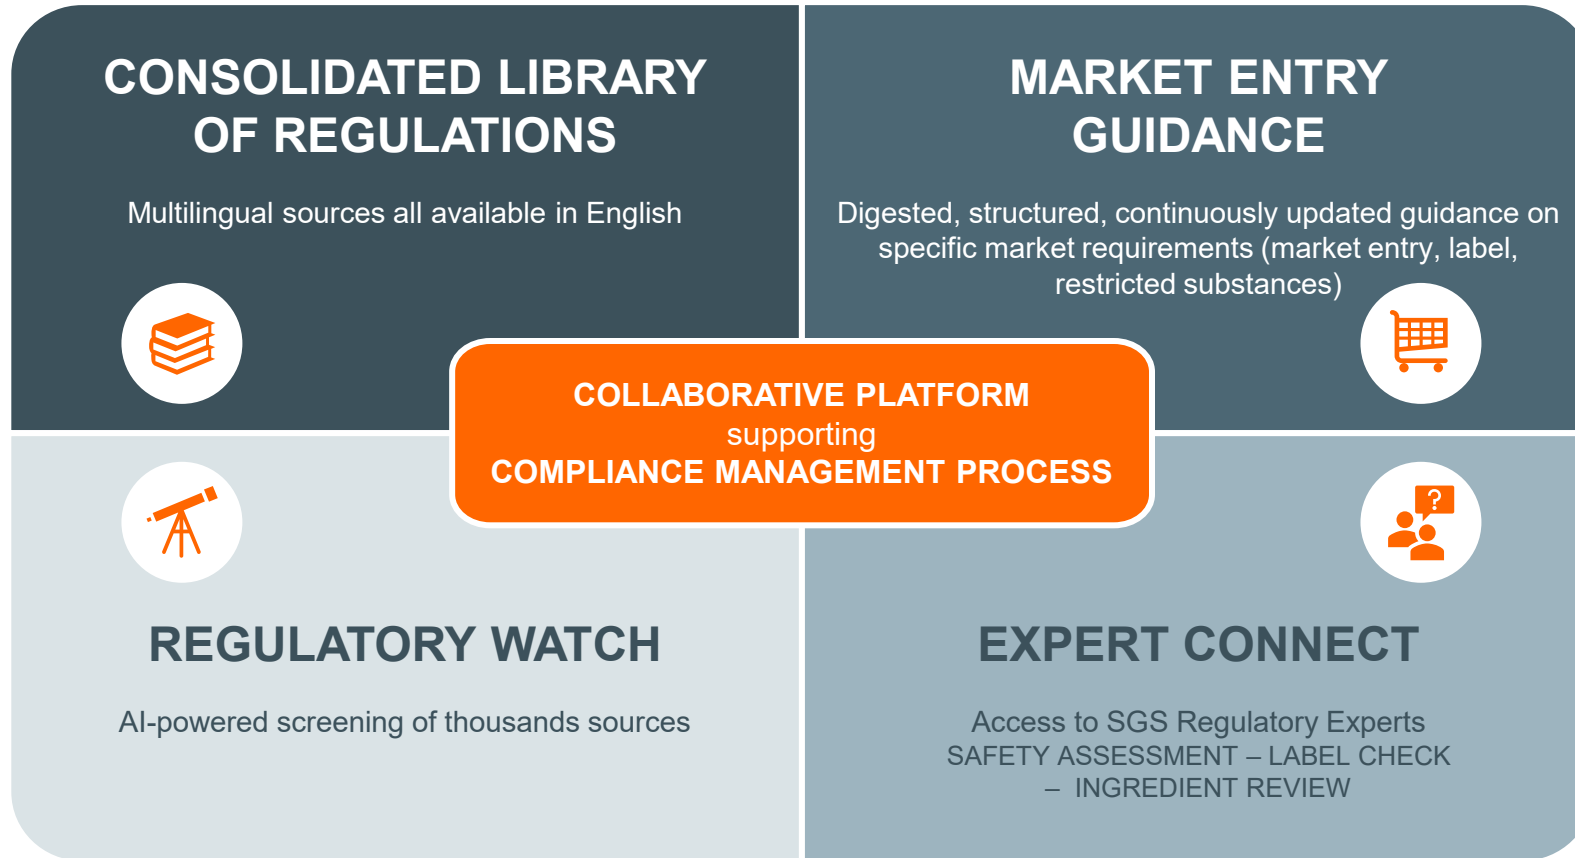 CONSOLIDATED LIBRARY
OF REGULATIONS
Multilingual sources all available in English
MARKET ENTRY
GUIDANCE
Digested, structured, continuously updated guidance on
specific market requirements (market entry, label,
restricted substances)
COLLABORATIVE PLATFORM
supporting
COMPLIANCE MANAGEMENT PROCESS
?
REGULATORY WATCH
AI-powered screening of thousands sources
EXPERT CONNECT
Access to SGS Regulatory Experts
SAFETY ASSESSMENT – LABEL CHECK
– INGREDIENT REVIEW